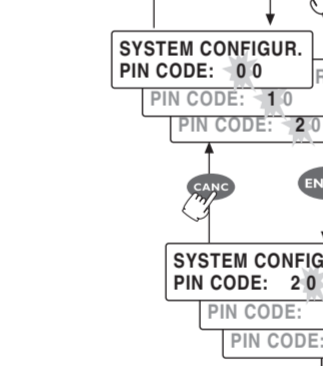 SYSTEM CONFIGUR.
PIN CODE: 0 0
PIN CODE: 1 0
PIN CODE: 2 0
CANC
EN
SYSTEM CONFIG
PIN CODE: 2 0
PIN CODE:
PIN CODE: